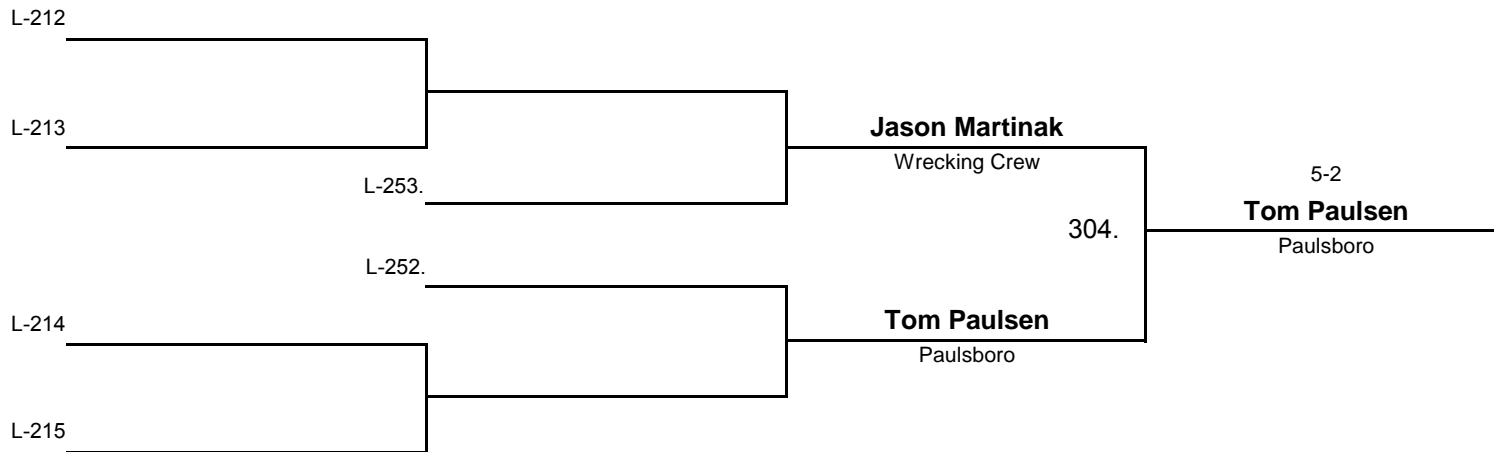 L-212
L-213
Jason Martinak
Wrecking Crew
5-2
L-253.
Tom Paulsen
304.
Paulsboro
L-252.
L-214
Tom Paulsen
Paulsboro
L-215